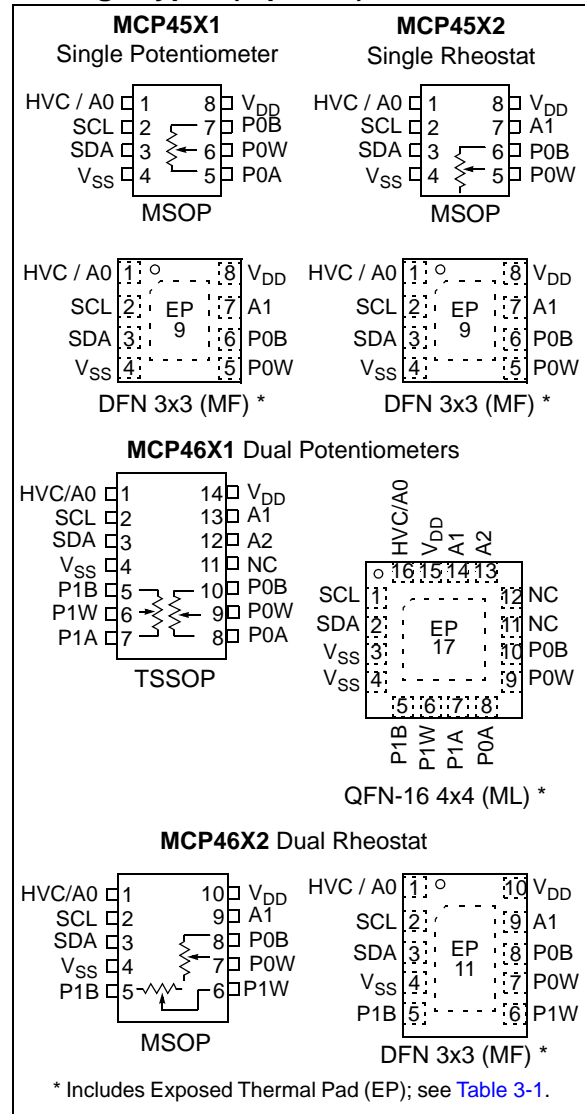 MCP45X1
Single Potentiometer
HVC / A0 1 8 VDD
SCL 2 7 P0B
SDA 3 6 P0W
VSS 4 5 P0A
MSOP
MCP45X2
Single Rheostat
HVC / A0 1 8 VDD
SCL 2 7 A1
SDA 3 6 P0B
VSS 4 5 P0W
MSOP
HVC / A0 1 8 VDD
SCL 2 EP 7 A1
SDA 3 9 6 P0B
VSS 4 5 P0W
DFN 3x3 (MF) *
HVC / A0 1 8 VDD
SCL 2 EP 7 A1
SDA 3 9 6 P0B
VSS 4 5 P0W
DFN 3x3 (MF) *
MCP46X1 Dual Potentiometers
HVC/A0 1 14 VDD
SCL 2 13 A1
SDA 3 12 A2
VSS 4 11 NC
P1B 5 10 P0B
P1W 6 9 P0W
P1A 7 8 P0A
TSSOP
HVC/A0 VDD A1 A2
16 15 14 13
SCL 1 12 NC
SDA 2 EP 11 NC
VSS 3 17 10 P0B
VSS 4 9 P0W
5 6 7 8
P1B P1W P1A P0A
QFN-16 4x4 (ML) *
MCP46X2 Dual Rheostat
HVC/A0 1 10 VDD
SCL 2 9 A1
SDA 3 8 P0B
VSS 4 7 P0W
P1B 5 6 P1W
MSOP
HVC / A0 1 10 VDD
SCL 2 9 A1
SDA 3 EP 8 P0B
VSS 4 11 7 P0W
P1B 5 6 P1W
DFN 3x3 (MF) *
* Includes Exposed Thermal Pad (EP); see Table 3-1.